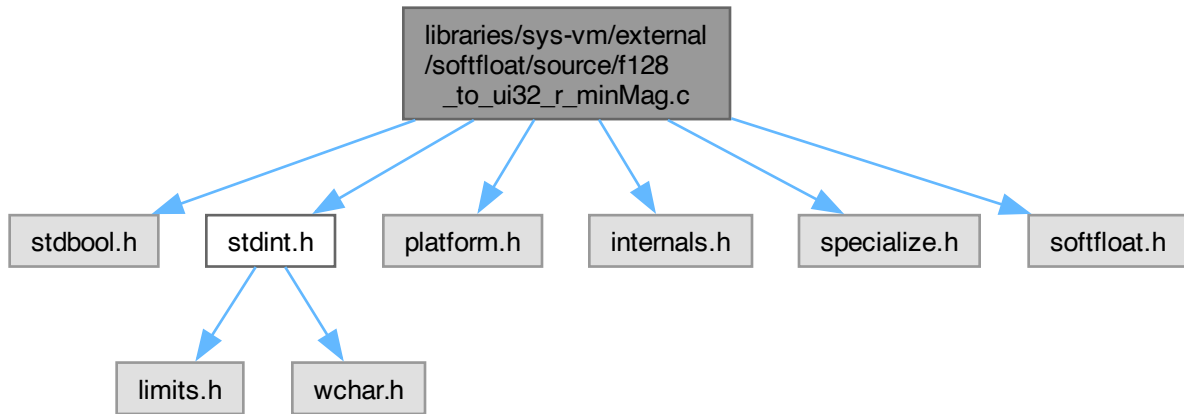 libraries/sys-vm/external
/softfloat/source/f128
_to_ui32_r_minMag.c
stdbool.h
stdint.h
platform.h
internals.h
specialize.h
softfloat.h
limits.h
wchar.h